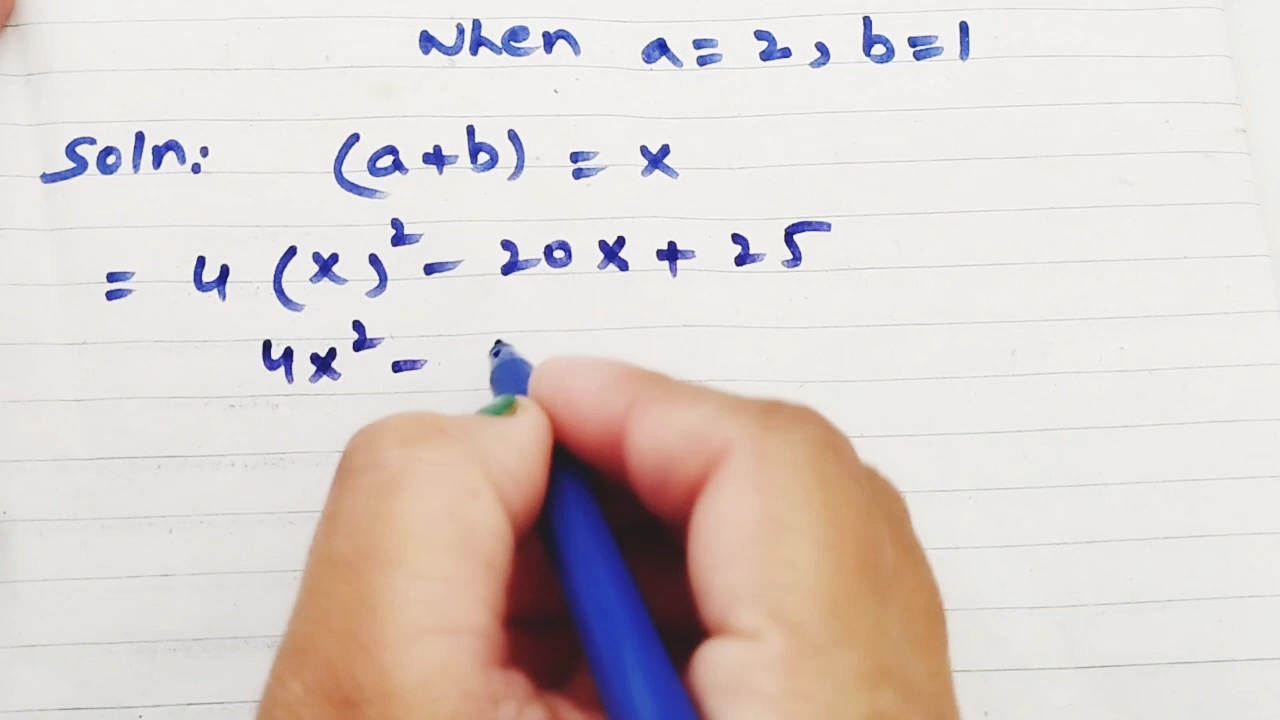 When a = 2, b = 1
Soln: (a+b) = x
= 4 (x)² - 20x + 25
4x² -